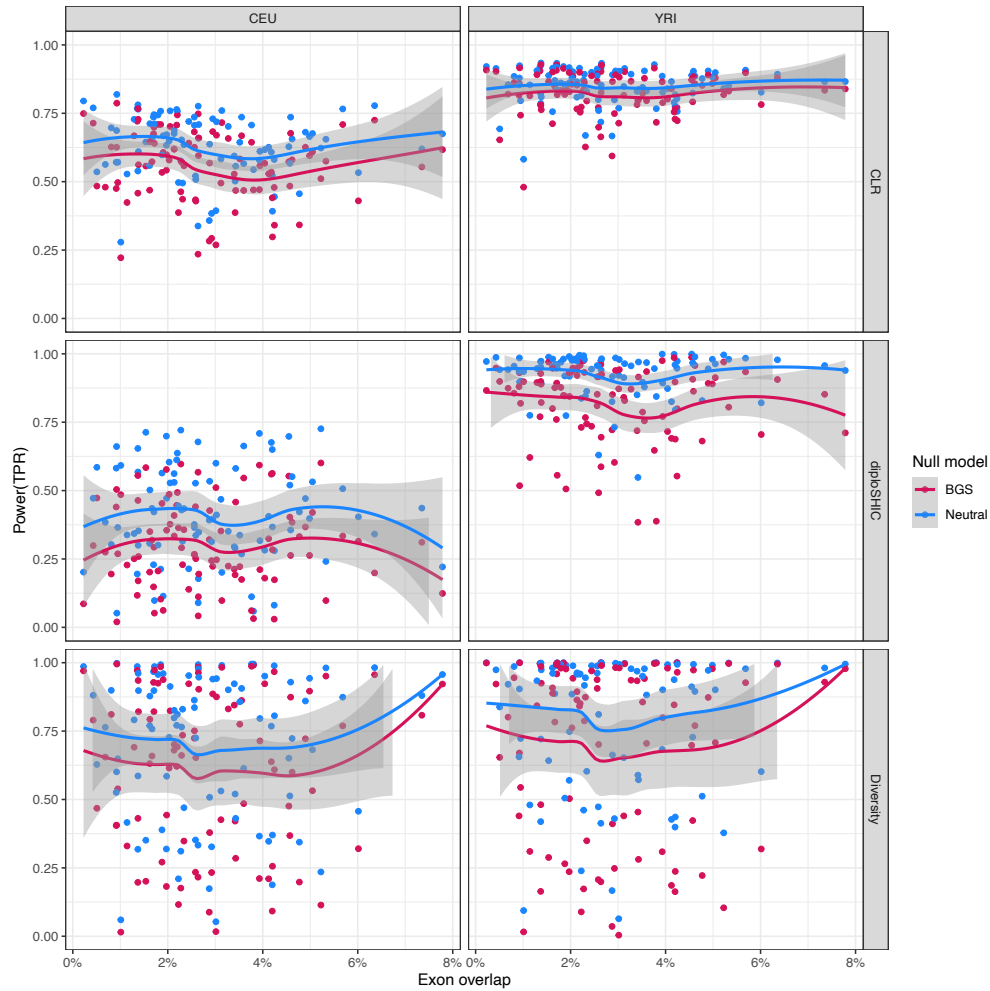 CEU
YRI
1.00
0.75
0.50
0.25
0.00
CLR
1.00
0.75
0.50
0.25
0.00
diploSHIC
1.00
0.75
0.50
0.25
0.00
Diversity
Power(TPR)
0%
2%
4%
6%
8%
0%
2%
4%
6%
8%
Exon overlap
Null model
BGS
Neutral